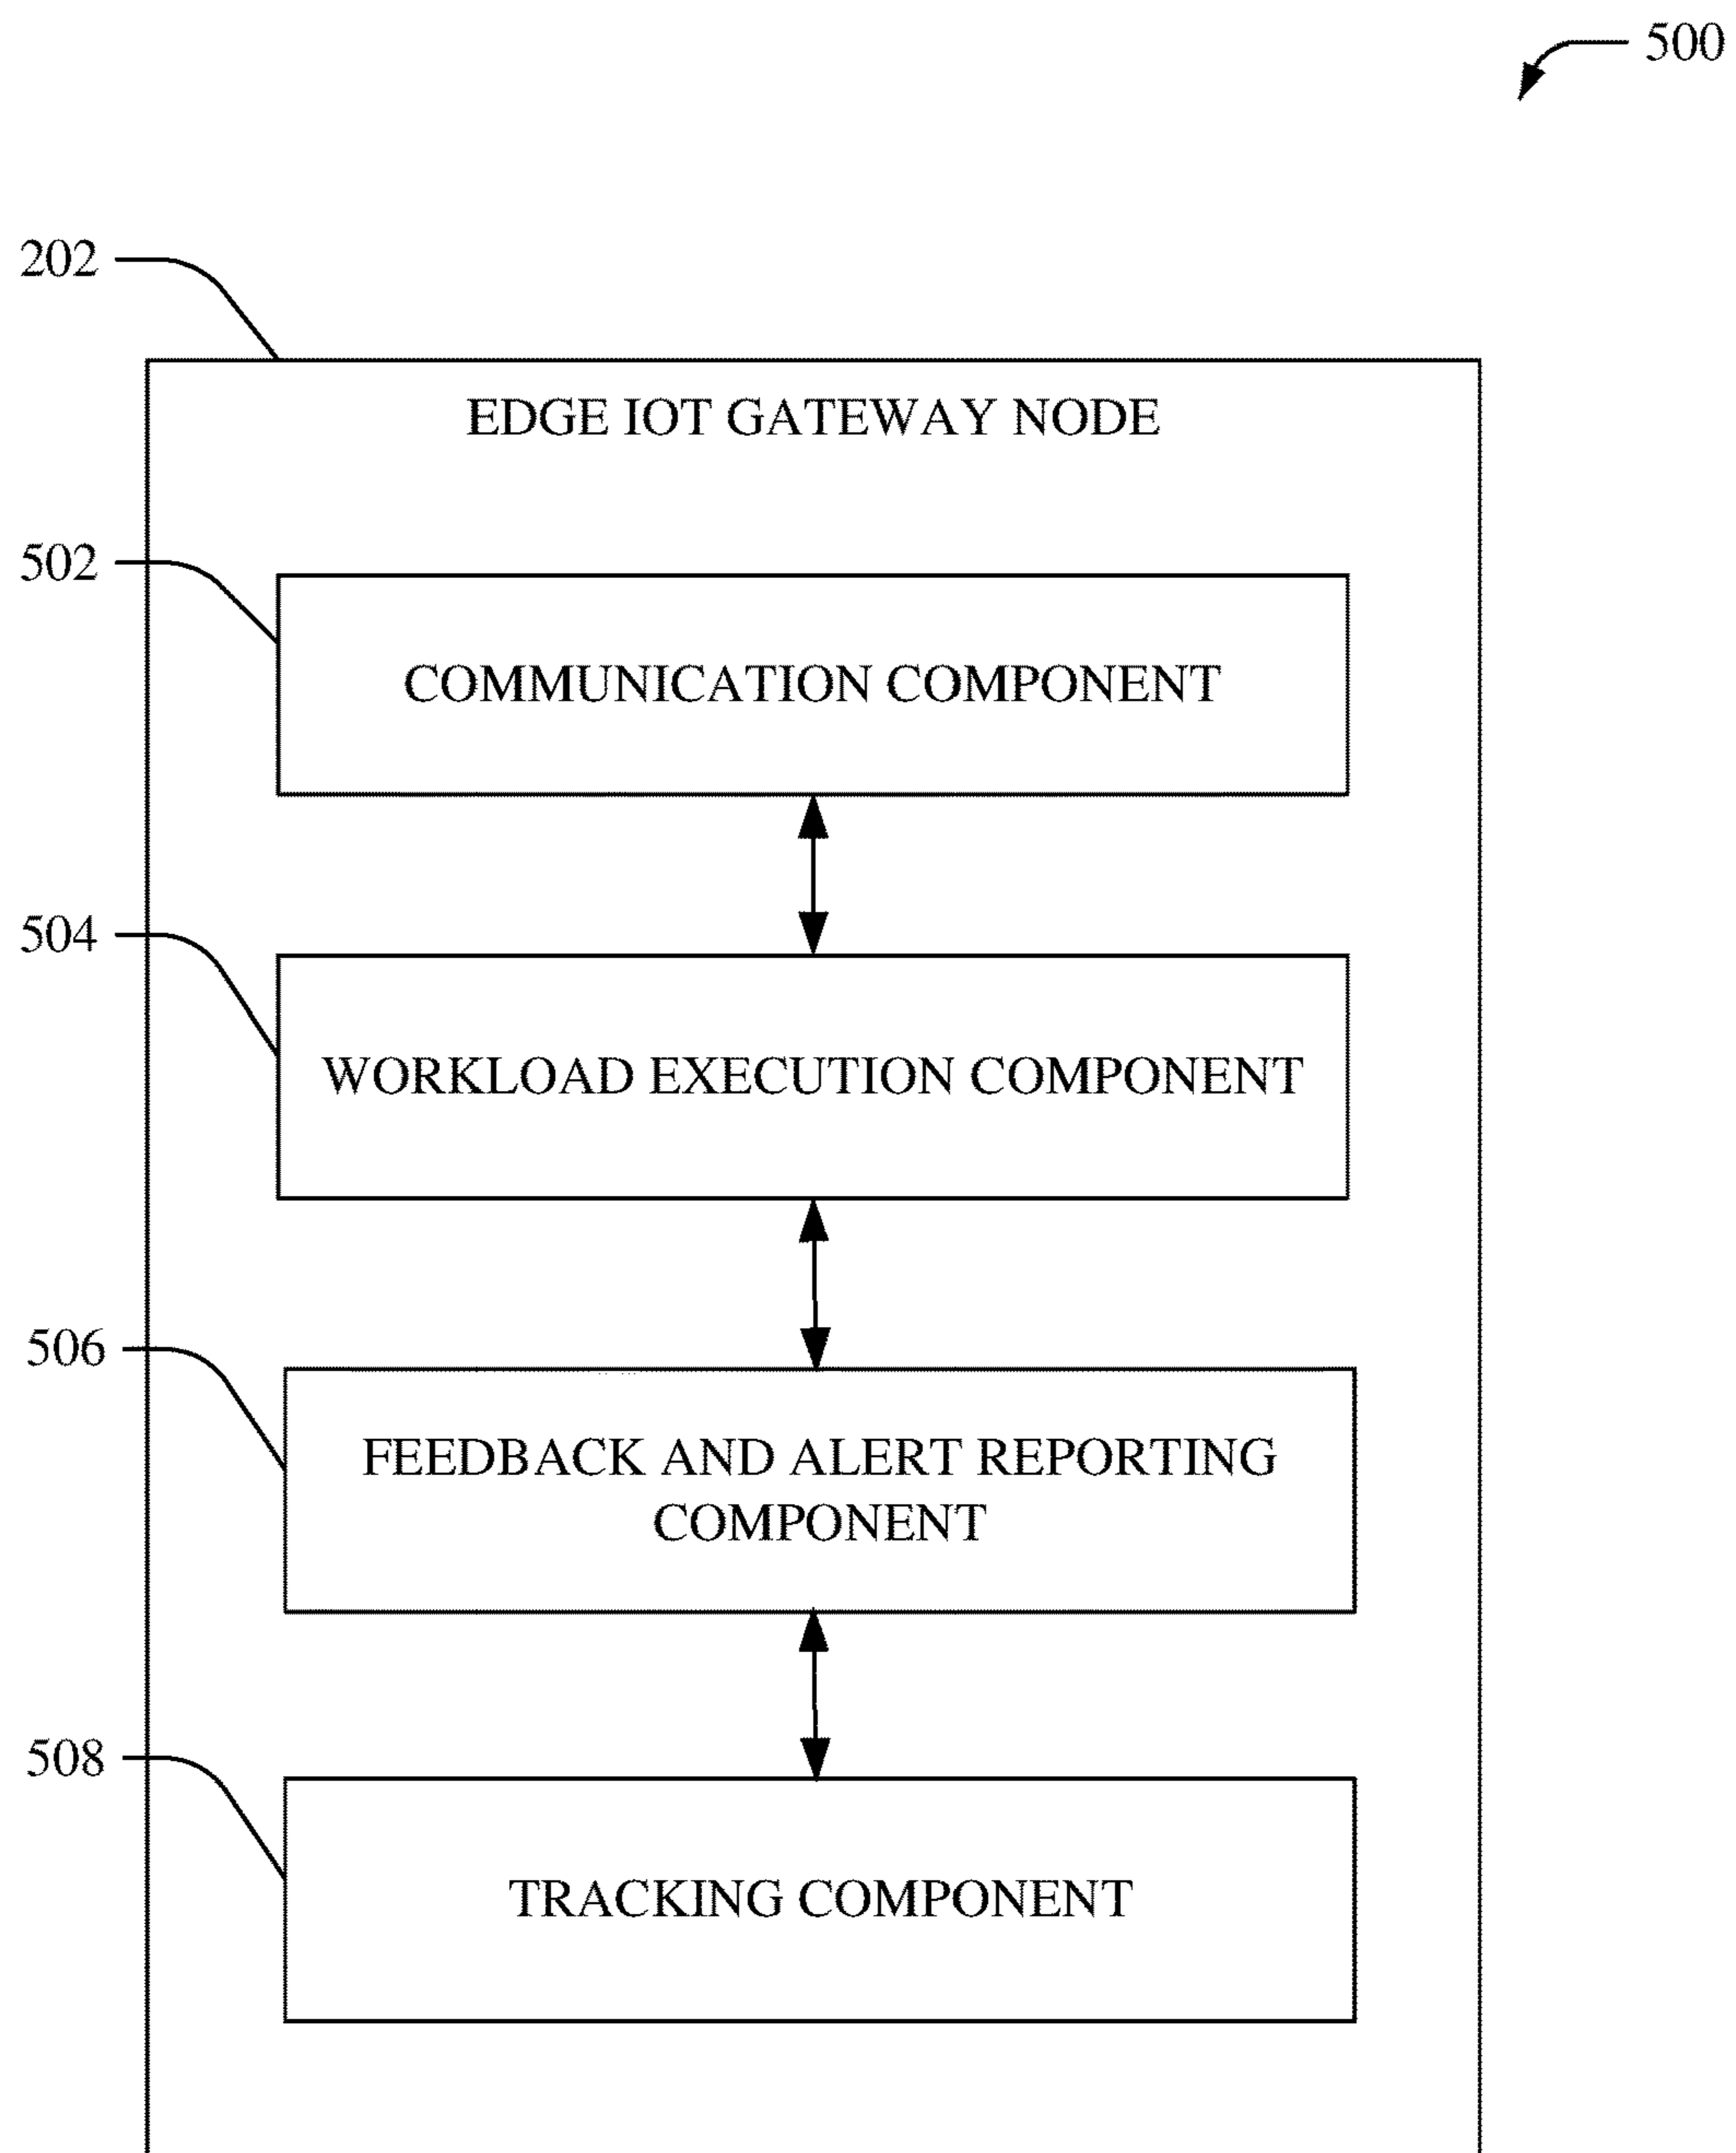 500
202
EDGE IOT GATEWAY NODE
502
COMMUNICATION COMPONENT
504
WORKLOAD EXECUTION COMPONENT
506
FEEDBACK AND ALERT REPORTING
COMPONENT
508
TRACKING COMPONENT